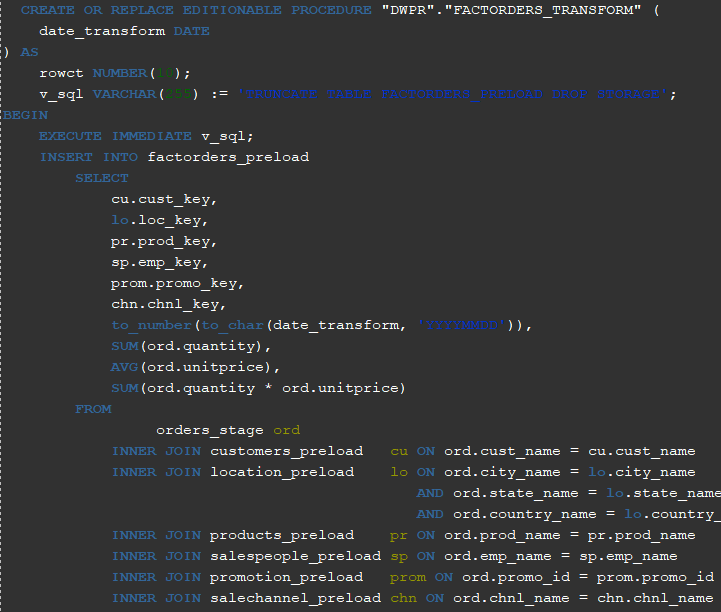 CREATE OR REPLACE EDITIONABLE PROCEDURE "DWPR"."FACTORDERS_TRANSFORM" (
date_transform DATE
) AS
rowct NUMBER(10);
v_sql VARCHAR(255) := 'TRUNCATE TABLE FACTORDERS_PRELOAD DROP STORAGE';
BEGIN
EXECUTE IMMEDIATE v_sql;
INSERT INTO factorders_preload
SELECT
cu.cust_key,
lo.loc_key,
pr.prod_key,
sp.emp_key,
prom.promo_key,
chn.chnl_key,
to_number(to_char(date_transform, 'YYYYMMDD')),
SUM(ord.quantity),
AVG(ord.unitprice),
SUM(ord.quantity * ord.unitprice)
FROM
orders_stage ord
INNER JOIN customers_preload cu ON ord.cust_name = cu.cust_name
INNER JOIN location_preload lo ON ord.city_name = lo.city_name
AND ord.state_name = lo.state_name
AND ord.country_name = lo.country_
INNER JOIN products_preload pr ON ord.prod_name = pr.prod_name
INNER JOIN salespeople_preload sp ON ord.emp_name = sp.emp_name
INNER JOIN promotion_preload prom ON ord.promo_id = prom.promo_id
INNER JOIN salechannel_preload chn ON ord.chnl_name = chn.chnl_name